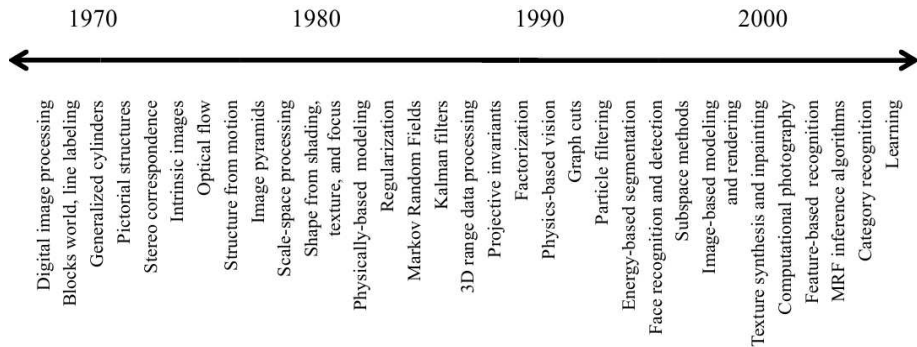 1970 1980 1990 2000
Digital image processing
Blocks world, line labeling
Generalized cylinders
Pictorial structures
Stereo correspondence
Intrinsic images
Optical flow
Structure from motion
Image pyramids
Scale-space processing
Shape from shading,
texture, and focus
Physically-based modeling
Regularization
Markov Random Fields
Kalman filters
3D range data processing
Projective invariants
Factorization
Physics-based vision
Graph cuts
Particle filtering
Energy-based segmentation
Face recognition and detection
Subspace methods
Image-based modeling
and rendering
Texture synthesis and inpainting
Computational photography
Feature-based recognition
MRF inference algorithms
Category recognition
Learning